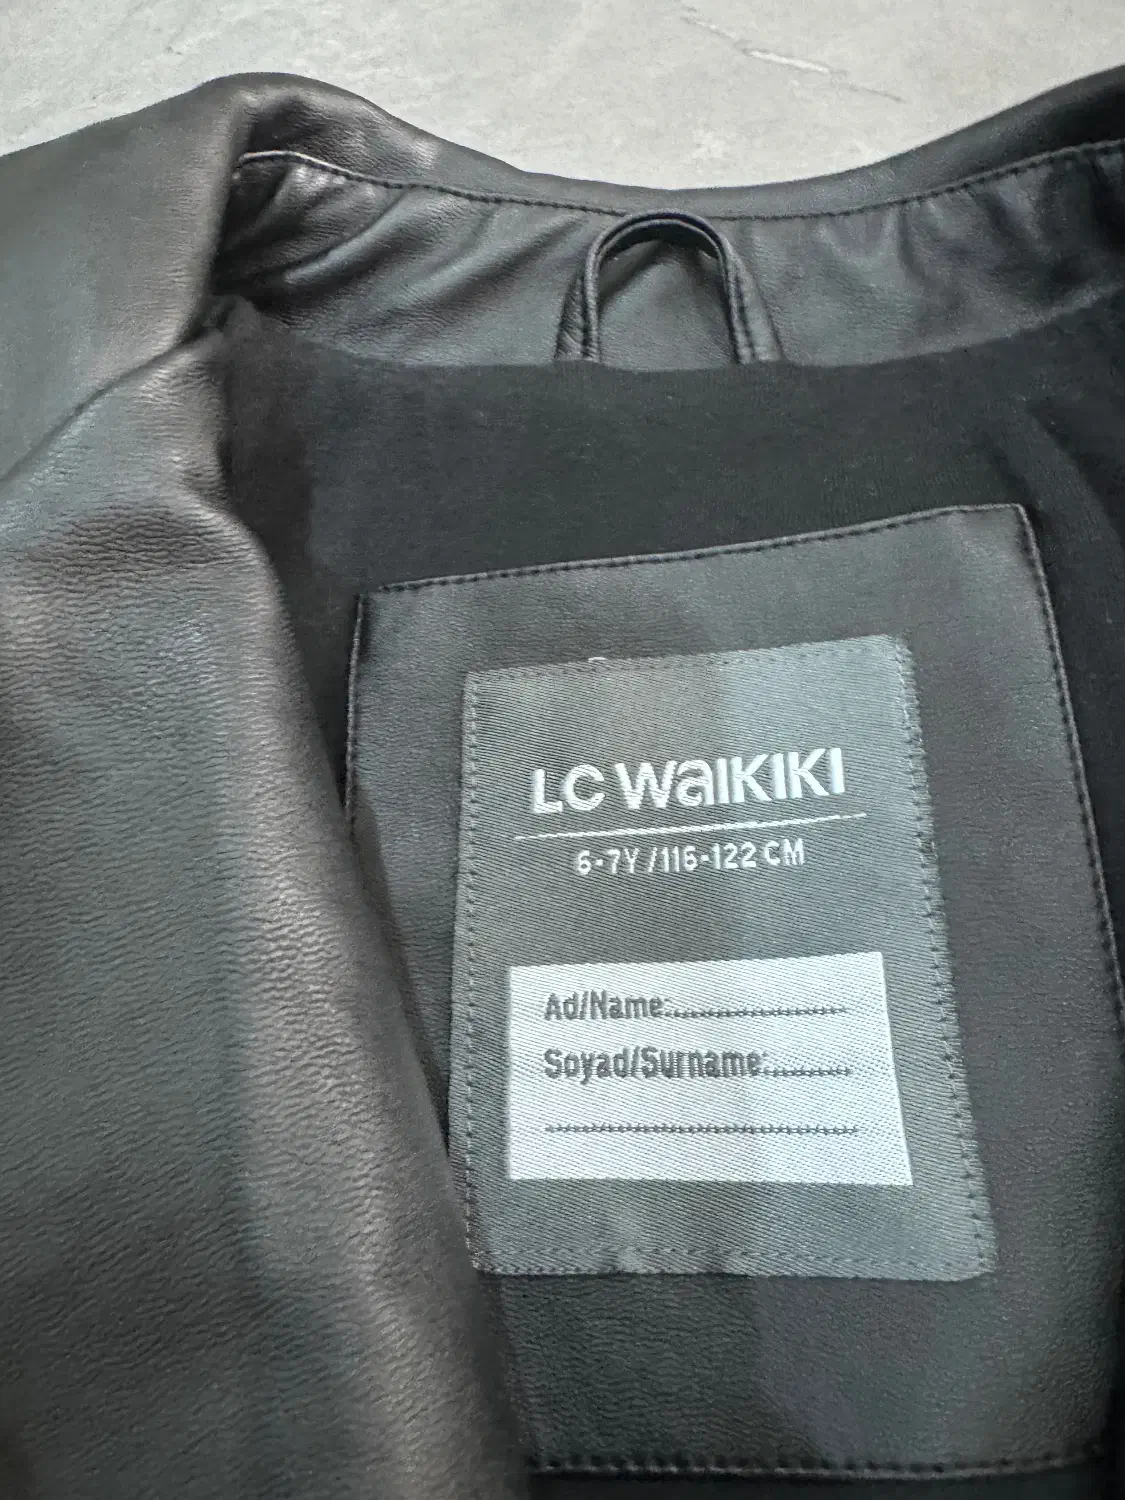 LC WAIKIKI
6-7Y / 116-122 CM
Ad/Name:....................
Soyad/Surname:..........
........................................